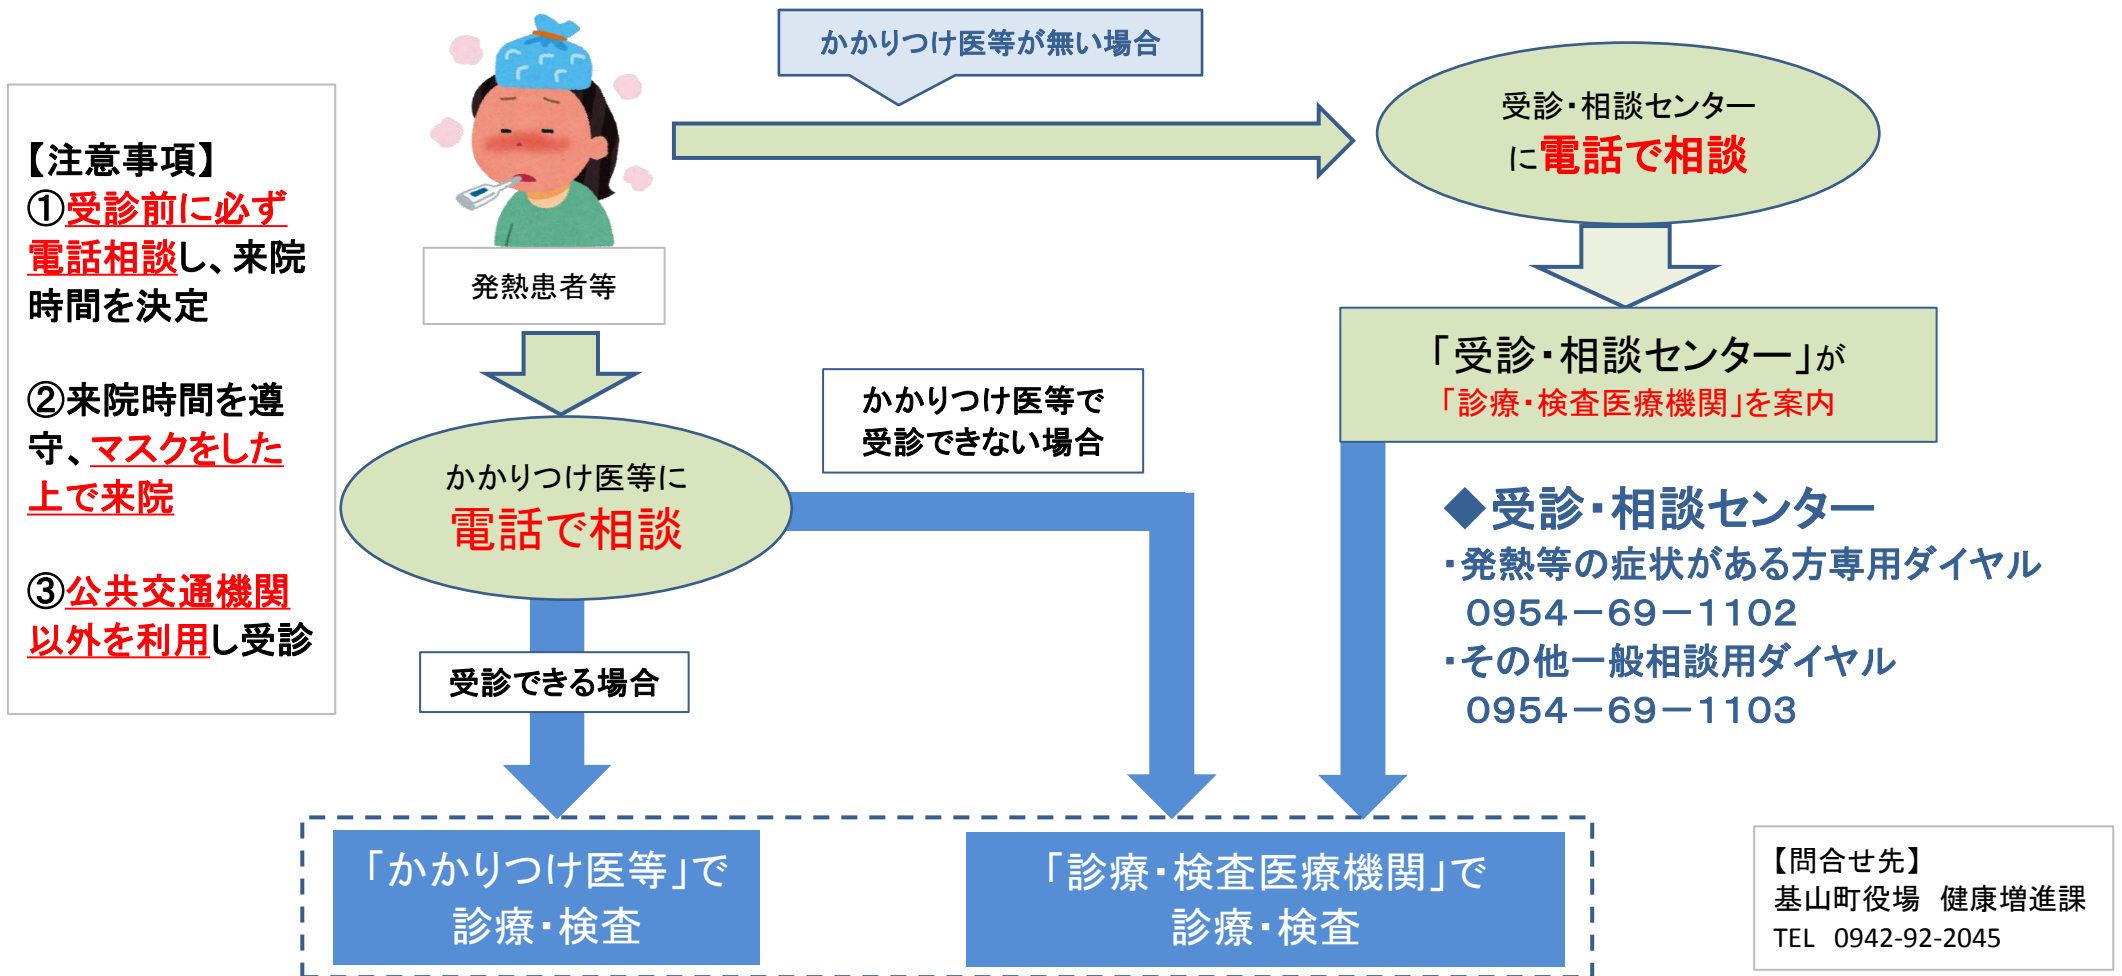 【注意事項】
①受診前に必ず
電話相談し、来院
時間を決定
②来院時間を遵
守、マスクをした
上で来院
③公共交通機関
以外を利用し受診
発熱患者等
かかりつけ医等が無い場合
受診・相談センター
に電話で相談
「受診・相談センター」が
「診療・検査医療機関」を案内
かかりつけ医等に
電話で相談
かかりつけ医等で
受診できない場合
受診できる場合
◆受診・相談センター
・発熱等の症状がある方専用ダイヤル
0954－69－1102
・その他一般相談用ダイヤル
0954－69－1103
「かかりつけ医等」で
診療・検査
「診療・検査医療機関」で
診療・検査
【問合せ先】
基山町役場　健康増進課
TEL　0942-92-2045